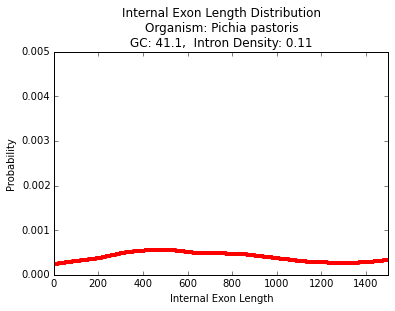 Internal Exon Length Distribution
Organism: Pichia pastoris
GC: 41.1,  Intron Density: 0.11
0.005
0.004
0.003
0.002
0.001
0.000
Probability
0 200 400 600 800 1000 1200 1400
Internal Exon Length